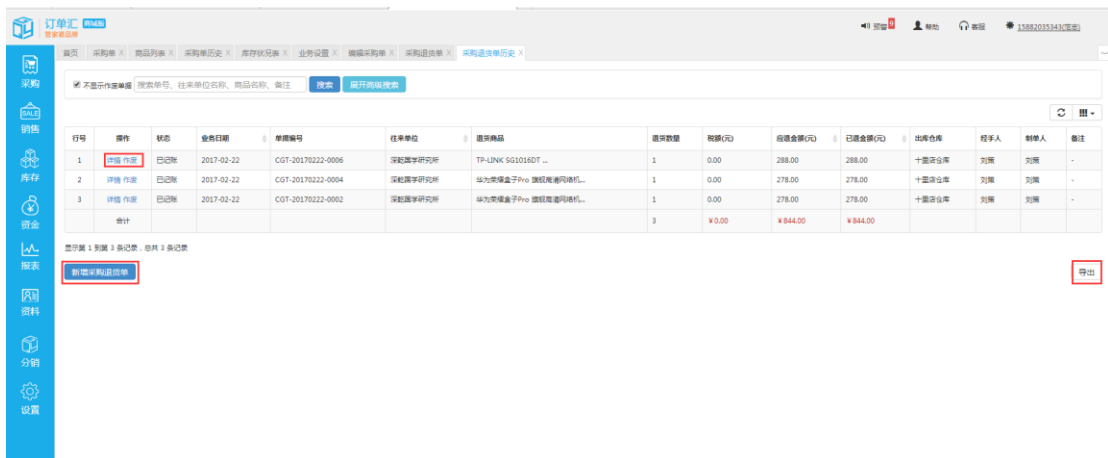 订单汇 商城版
管家婆品牌
预警 9 帮助 客服 15882035343(范志)
首页 采购单 X 商品列表 X 采购单历史 X 库存状况表 X 业务设置 X 编辑采购单 X 采购退货单 X 采购退货单历史 X
采购
销售
库存
资金
报表
资料
分销
设置
不显示作废单据 搜索单号、往来单位名称、商品名称、备注 搜索 展开高级搜索
行号 操作 状态 业务日期 单据编号 往来单位 退货商品 退货数量 税额(元) 应退金额(元) 已退金额(元) 出库仓库 经手人 制单人 备注
1 详情 作废 已记账 2017-02-22 CGT-20170222-0006 深乾国学研究所 TP-LINK SG1016DT ... 1 0.00 288.00 288.00 十里店仓库 刘策 刘策 -
2 详情 作废 已记账 2017-02-22 CGT-20170222-0004 深乾国学研究所 华为荣耀盒子Pro 旗舰高清网络机... 1 0.00 278.00 278.00 十里店仓库 刘策 刘策 -
3 详情 作废 已记账 2017-02-22 CGT-20170222-0002 深乾国学研究所 华为荣耀盒子Pro 旗舰高清网络机... 1 0.00 278.00 278.00 十里店仓库 刘策 刘策 -
合计 3 ¥0.00 ¥844.00 ¥844.00
显示第 1 到第 3 条记录，总共 3 条记录
新增采购退货单 导出